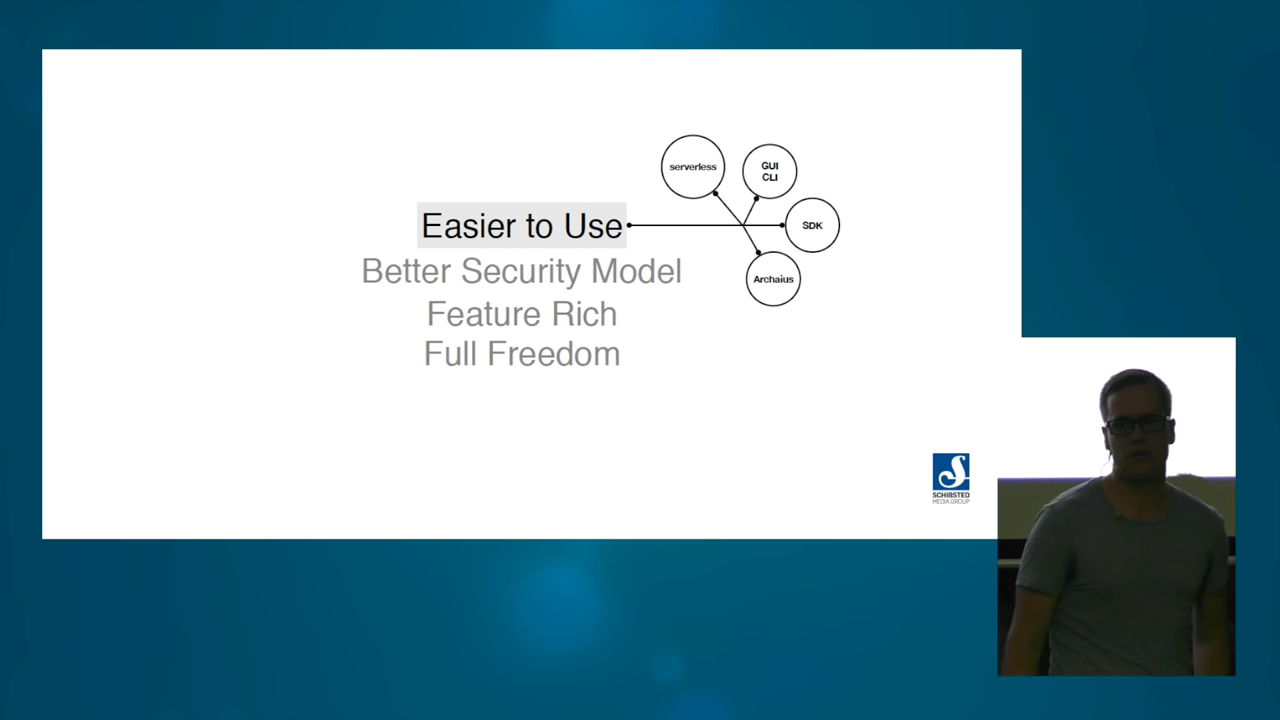 serverless
GUI
CLI
Easier to Use
SDK
Better Security Model
Archaius
Feature Rich
Full Freedom
SCHIBSTED
MEDIA GROUP